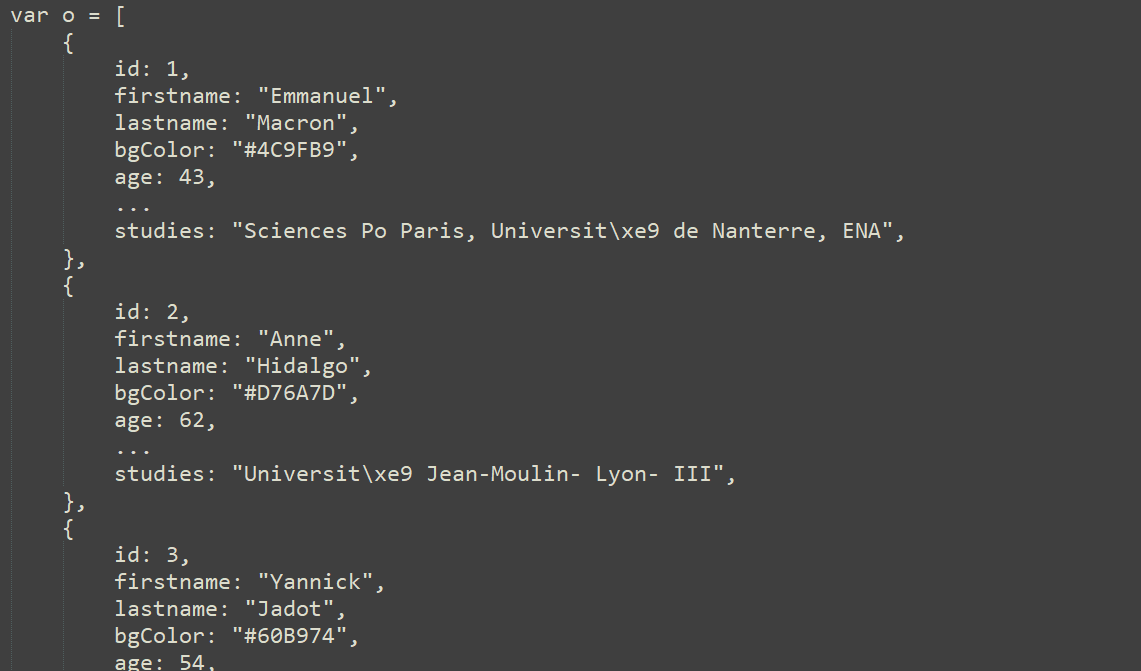 var o = [
{
id: 1,
firstname: "Emmanuel",
lastname: "Macron",
bgColor: "#4C9FB9",
age: 43,
...
studies: "Sciences Po Paris, Universit\xe9 de Nanterre, ENA",
},
{
id: 2,
firstname: "Anne",
lastname: "Hidalgo",
bgColor: "#D76A7D",
age: 62,
...
studies: "Universit\xe9 Jean-Moulin- Lyon- III",
},
{
id: 3,
firstname: "Yannick",
lastname: "Jadot",
bgColor: "#60B974",
age: 54,